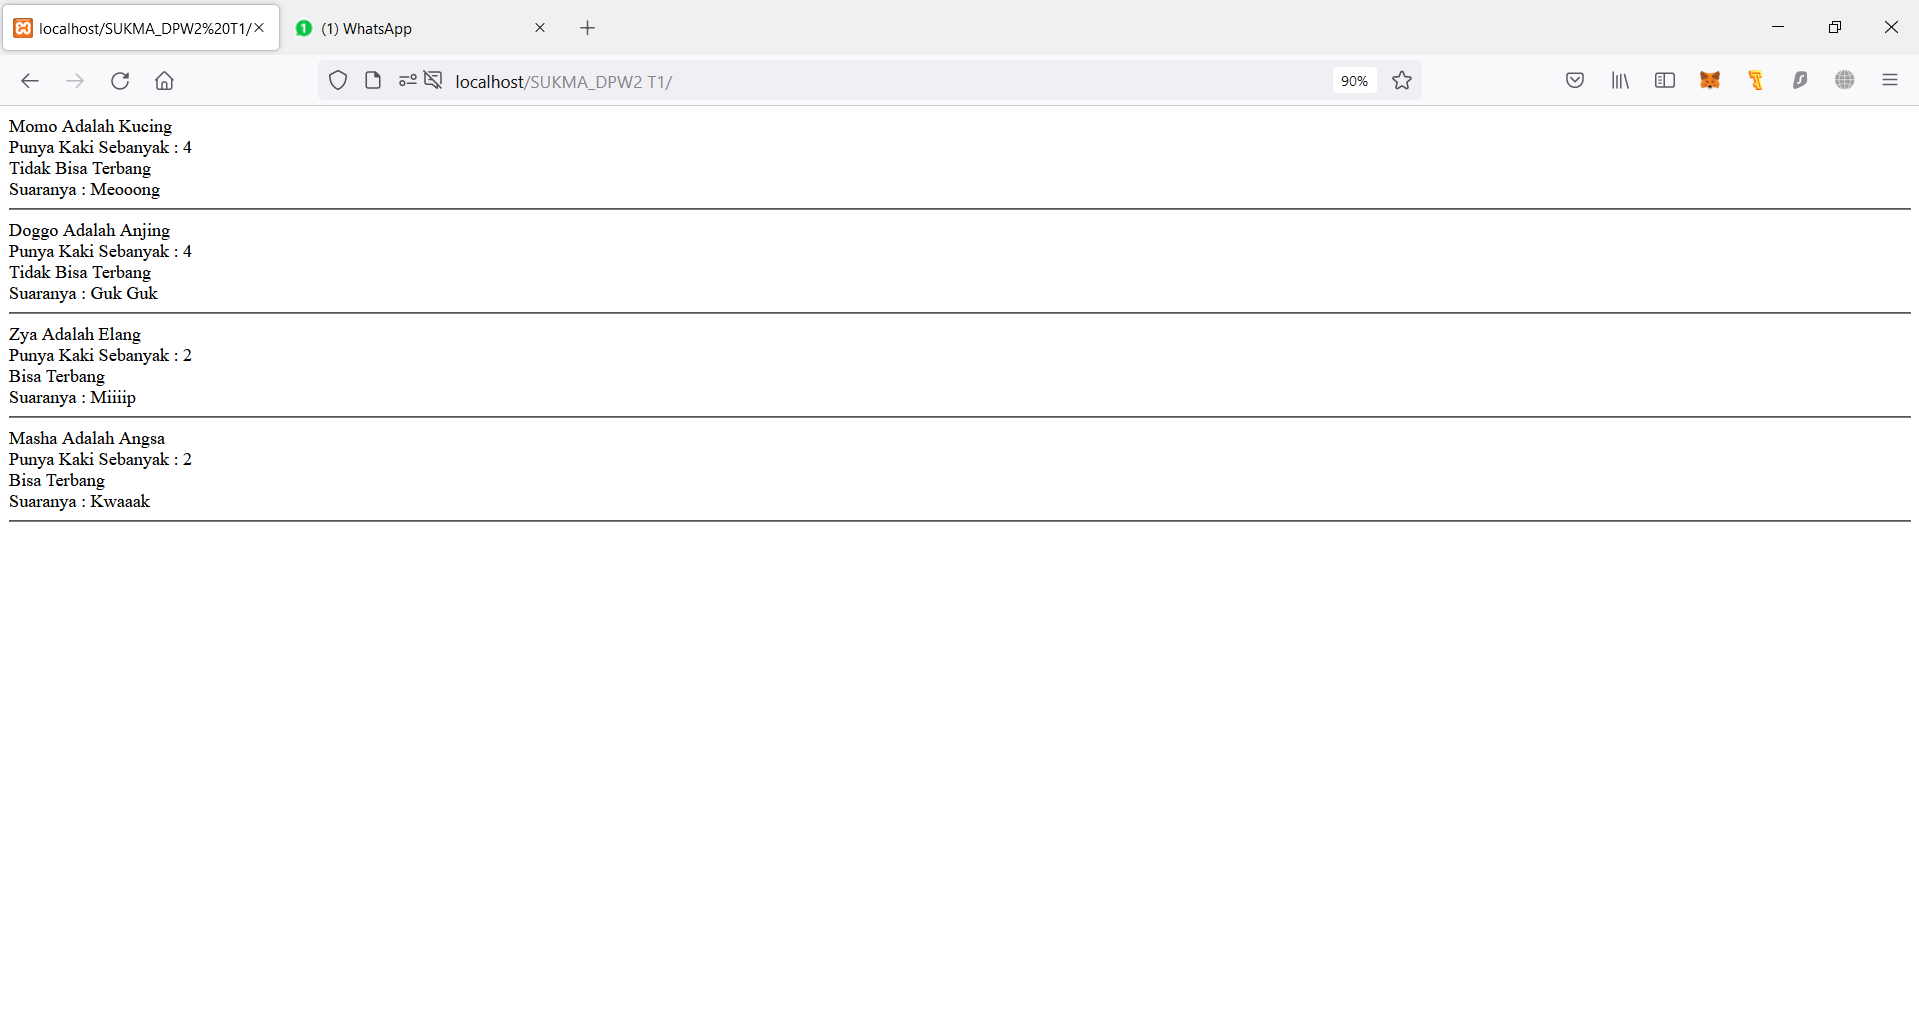 localhost/SUKMA_DPW2%20T1/
1 (1) WhatsApp
localhost/SUKMA_DPW2 T1/
90%
Momo Adalah Kucing
Punya Kaki Sebanyak : 4
Tidak Bisa Terbang
Suaranya : Meooong
Doggo Adalah Anjing
Punya Kaki Sebanyak : 4
Tidak Bisa Terbang
Suaranya : Guk Guk
Zya Adalah Elang
Punya Kaki Sebanyak : 2
Bisa Terbang
Suaranya : Miiiip
Masha Adalah Angsa
Punya Kaki Sebanyak : 2
Bisa Terbang
Suaranya : Kwaaak